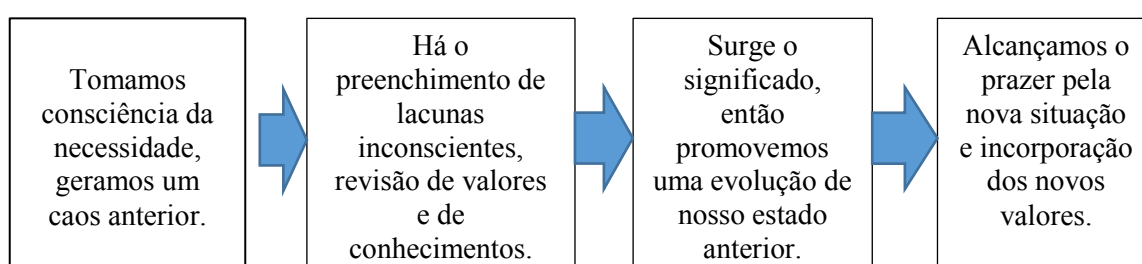 Tomamos
consciência da
necessidade,
geramos um
caos anterior.
Há o
preenchimento de
lacunas
inconscientes,
revisão de valores
e de
conhecimentos.
Surge o
significado,
então
promovemos
uma evolução de
nosso estado
anterior.
Alcançamos o
prazer pela
nova situação
e incorporação
dos novos
valores.